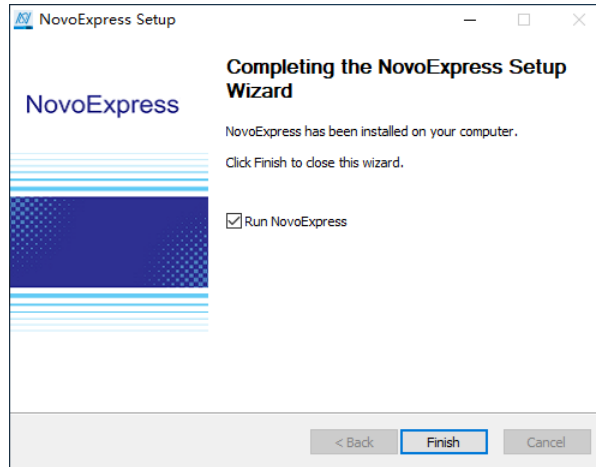 NovoExpress Setup
NovoExpress
Completing the NovoExpress Setup
Wizard
NovoExpress has been installed on your computer.
Click Finish to close this wizard.
Run NovoExpress
< Back
Finish
Cancel